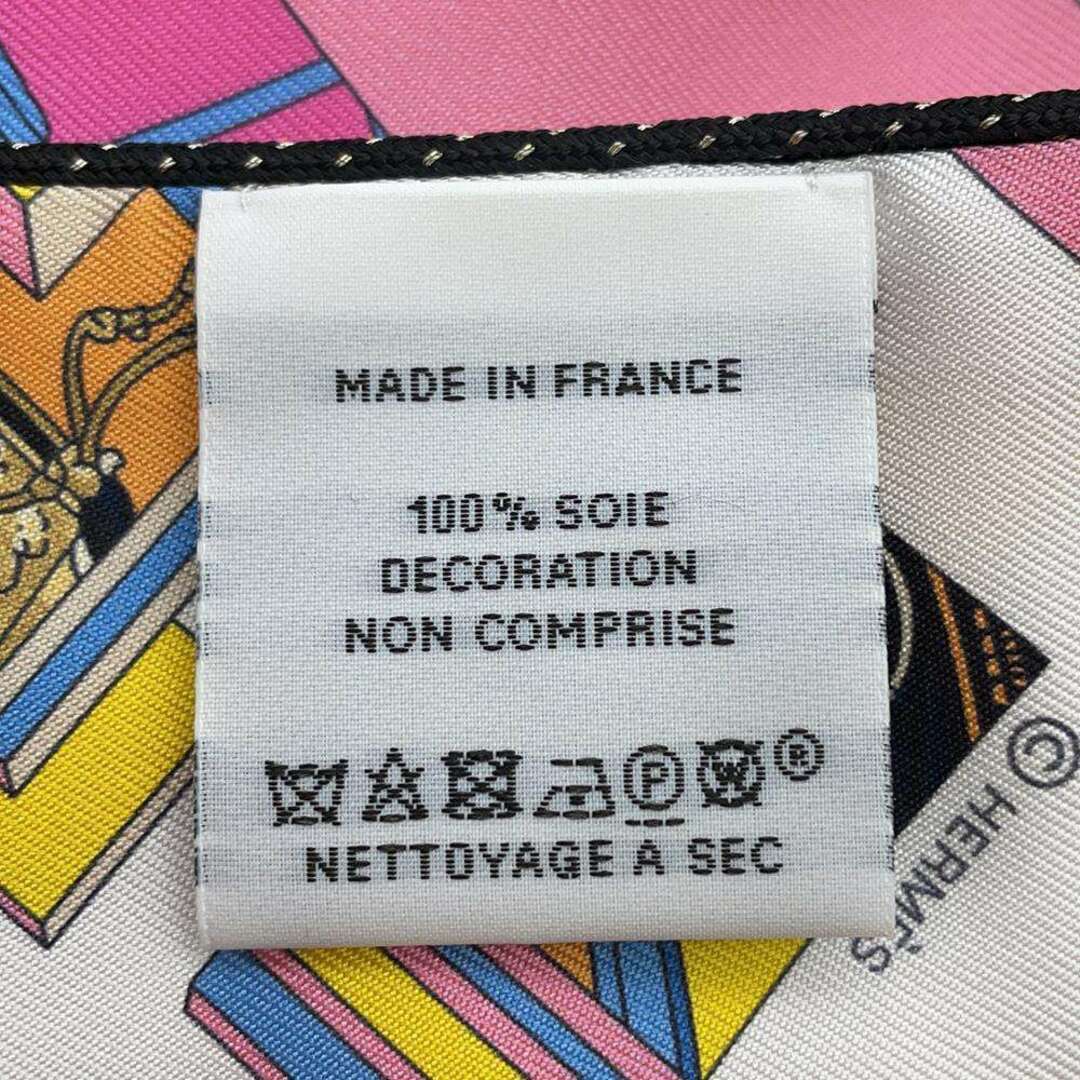 MADE IN FRANCE
100% SOIE
DECORATION
NON COMPRISE
P W ®
NETTOYAGE A SEC
© HERMÈS